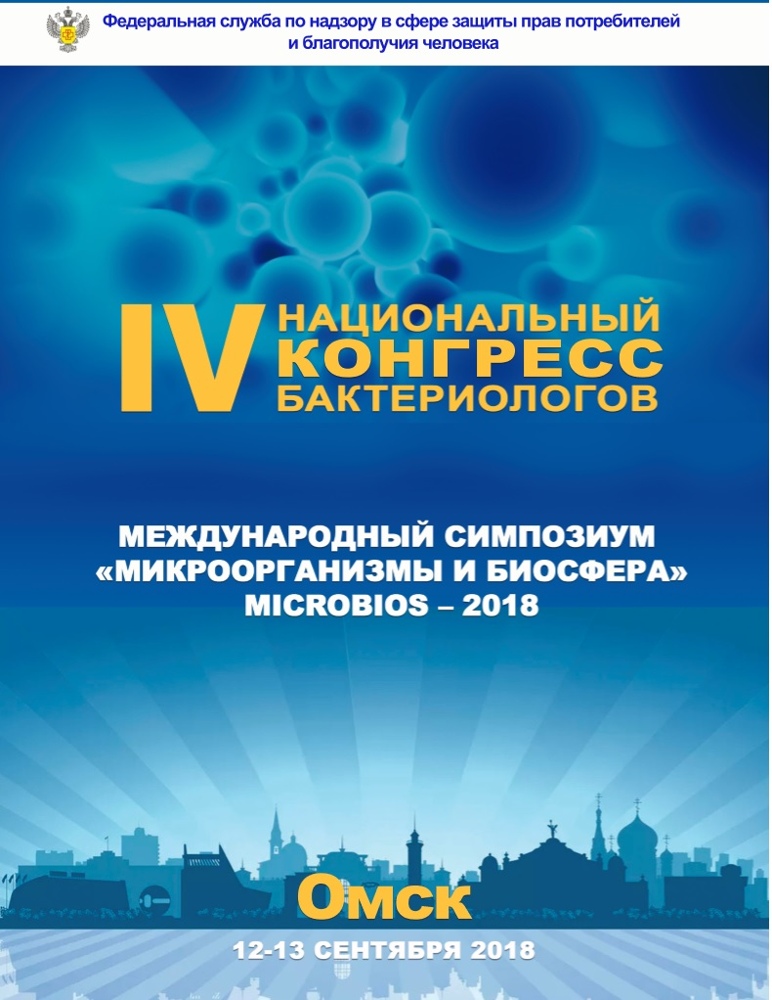 Федеральная служба по надзору в сфере защиты прав потребителей
и благополучия человека
IV НАЦИОНАЛЬНЫЙ
КОНГРЕСС
БАКТЕРИОЛОГОВ
МЕЖДУНАРОДНЫЙ СИМПОЗИУМ
«МИКРООРГАНИЗМЫ И БИОСФЕРА»
MICROBIOS – 2018
Омск
12-13 СЕНТЯБРЯ 2018